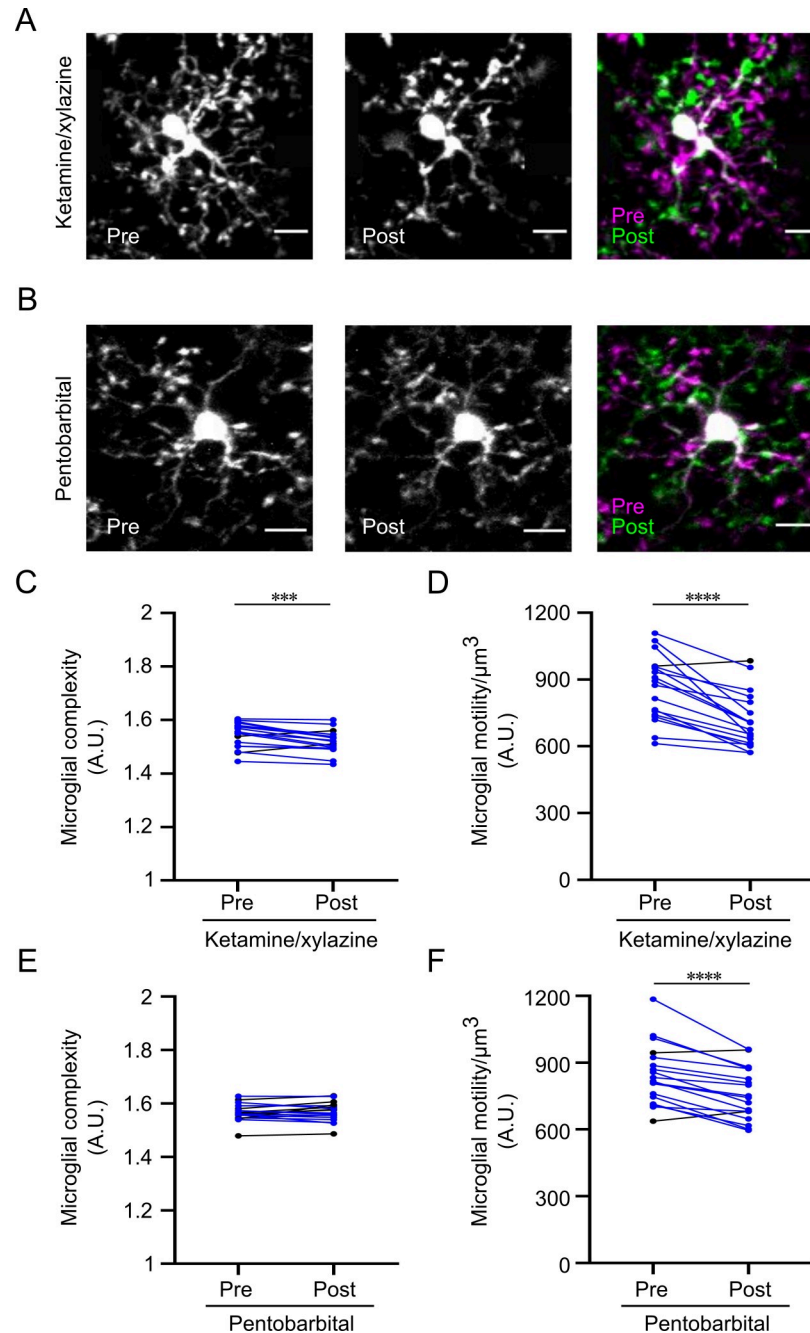 A
Ketamine/xylazine
Pre
Post
Pre
Post
B
Pentobarbital
Pre
Post
Pre
Post
C
Microglial complexity
(A.U.)
2
1.8
1.6
1.4
1.2
1
***
Pre Post
Ketamine/xylazine
D
Microglial motility/µm³
(A.U.)
1200
900
600
300
0
****
Pre Post
Ketamine/xylazine
E
Microglial complexity
(A.U.)
2
1.8
1.6
1.4
1.2
1
Pre Post
Pentobarbital
F
Microglial motility/µm³
(A.U.)
1200
900
600
300
0
****
Pre Post
Pentobarbital